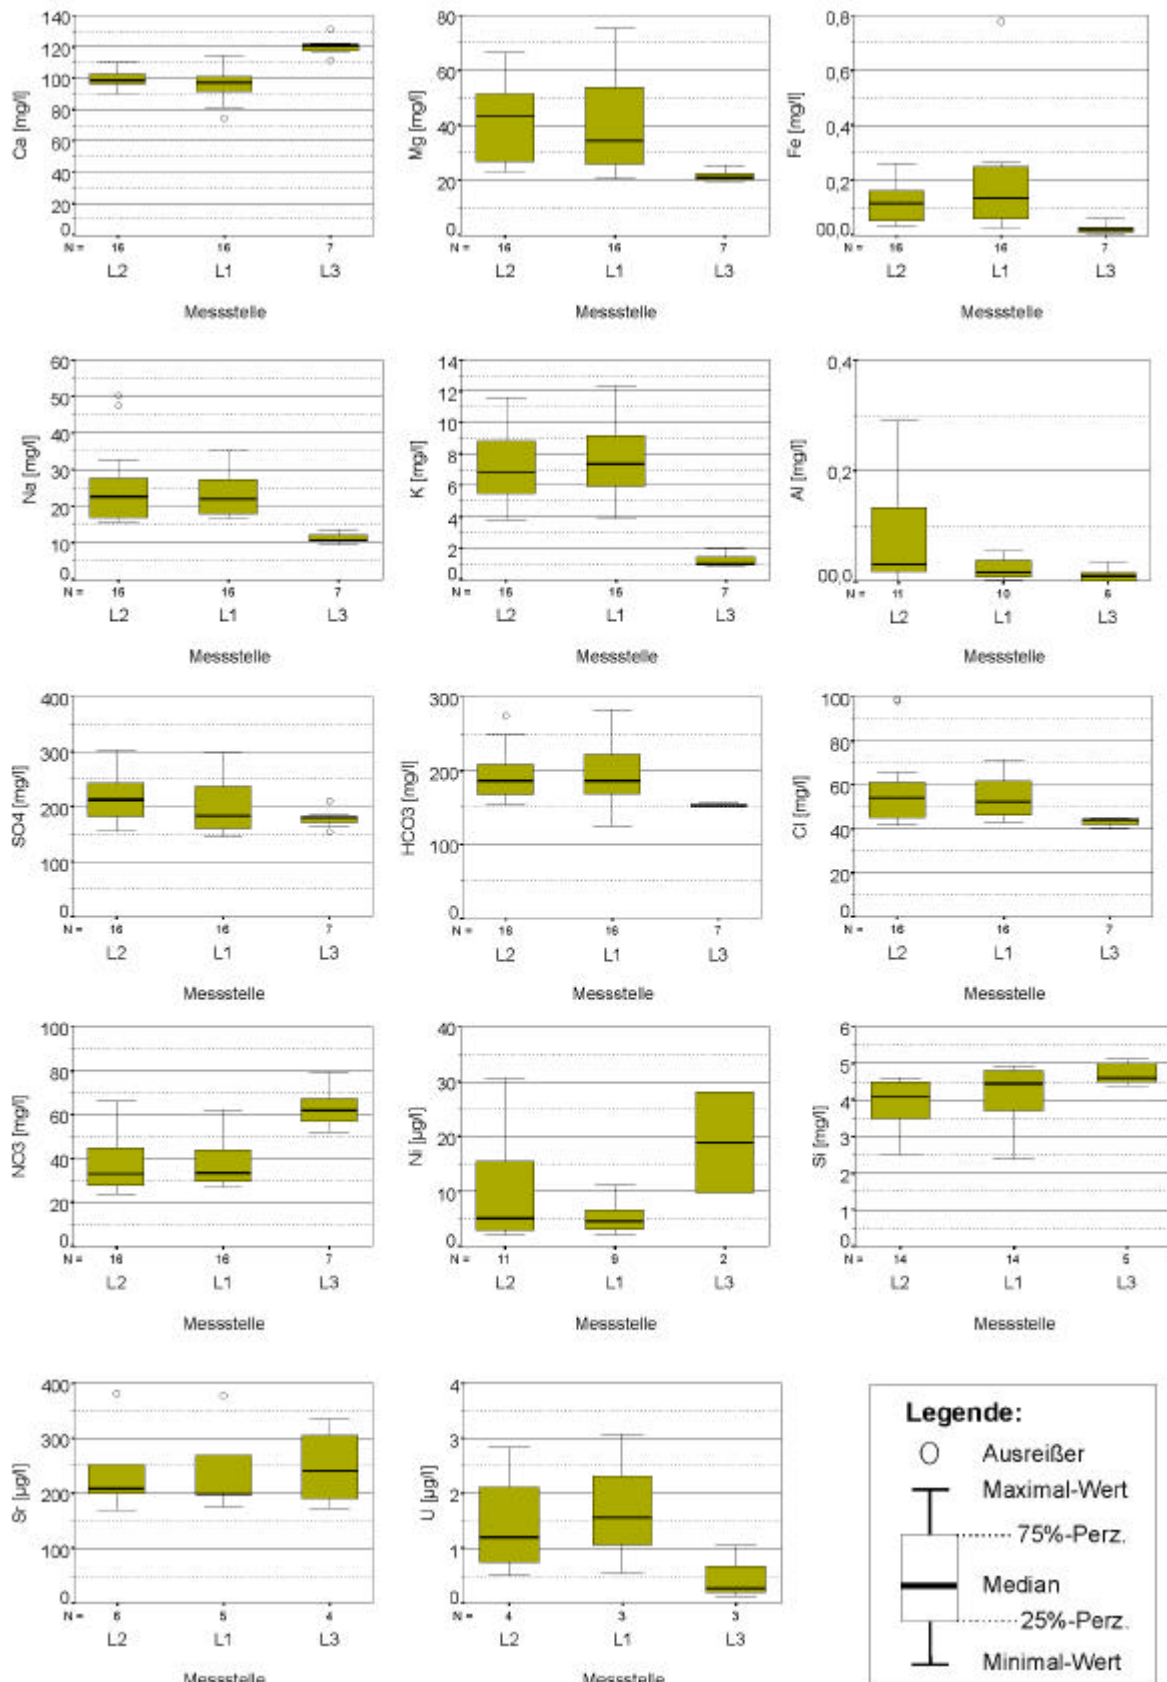 Ca [mg/l]
140
120
100
80
60
40
20
0
N = 16 16 7
L2 L1 L3
Messstelle
Mg [mg/l]
80
60
40
20
0
N = 16 16 7
L2 L1 L3
Messstelle
Fe [mg/l]
0,8
0,6
0,4
0,2
00,0
N = 16 16 7
L2 L1 L3
Messstelle
Na [mg/l]
60
50
40
30
20
10
0
N = 16 16 7
L2 L1 L3
Messstelle
K [mg/l]
14
12
10
8
6
4
2
0
N = 16 16 7
L2 L1 L3
Messstelle
Al [mg/l]
0,4
0,2
00,0
N = 11 10 6
L2 L1 L3
Messstelle
SO4 [mg/l]
400
300
200
100
0
N = 16 16 7
L2 L1 L3
Messstelle
HCO3 [mg/l]
300
200
100
0
N = 16 16 7
L2 L1 L3
Messstelle
Cl [mg/l]
100
80
60
40
20
0
N = 16 16 7
L2 L1 L3
Messstelle
NO3 [mg/l]
100
80
60
40
20
0
N = 16 16 7
L2 L1 L3
Messstelle
Ni [µg/l]
40
30
20
10
0
N = 11 9 2
L2 L1 L3
Messstelle
Si [mg/l]
6
5
4
3
2
1
0
N = 14 14 5
L2 L1 L3
Messstelle
Sr [µg/l]
400
300
200
100
0
N = 6 5 4
L2 L1 L3
Messstelle
U [µg/l]
4
3
2
1
0
N = 4 3 3
L2 L1 L3
Messstelle
Legende:
Ausreißer
Maximal-Wert
75%-Perz.
Median
25%-Perz.
Minimal-Wert